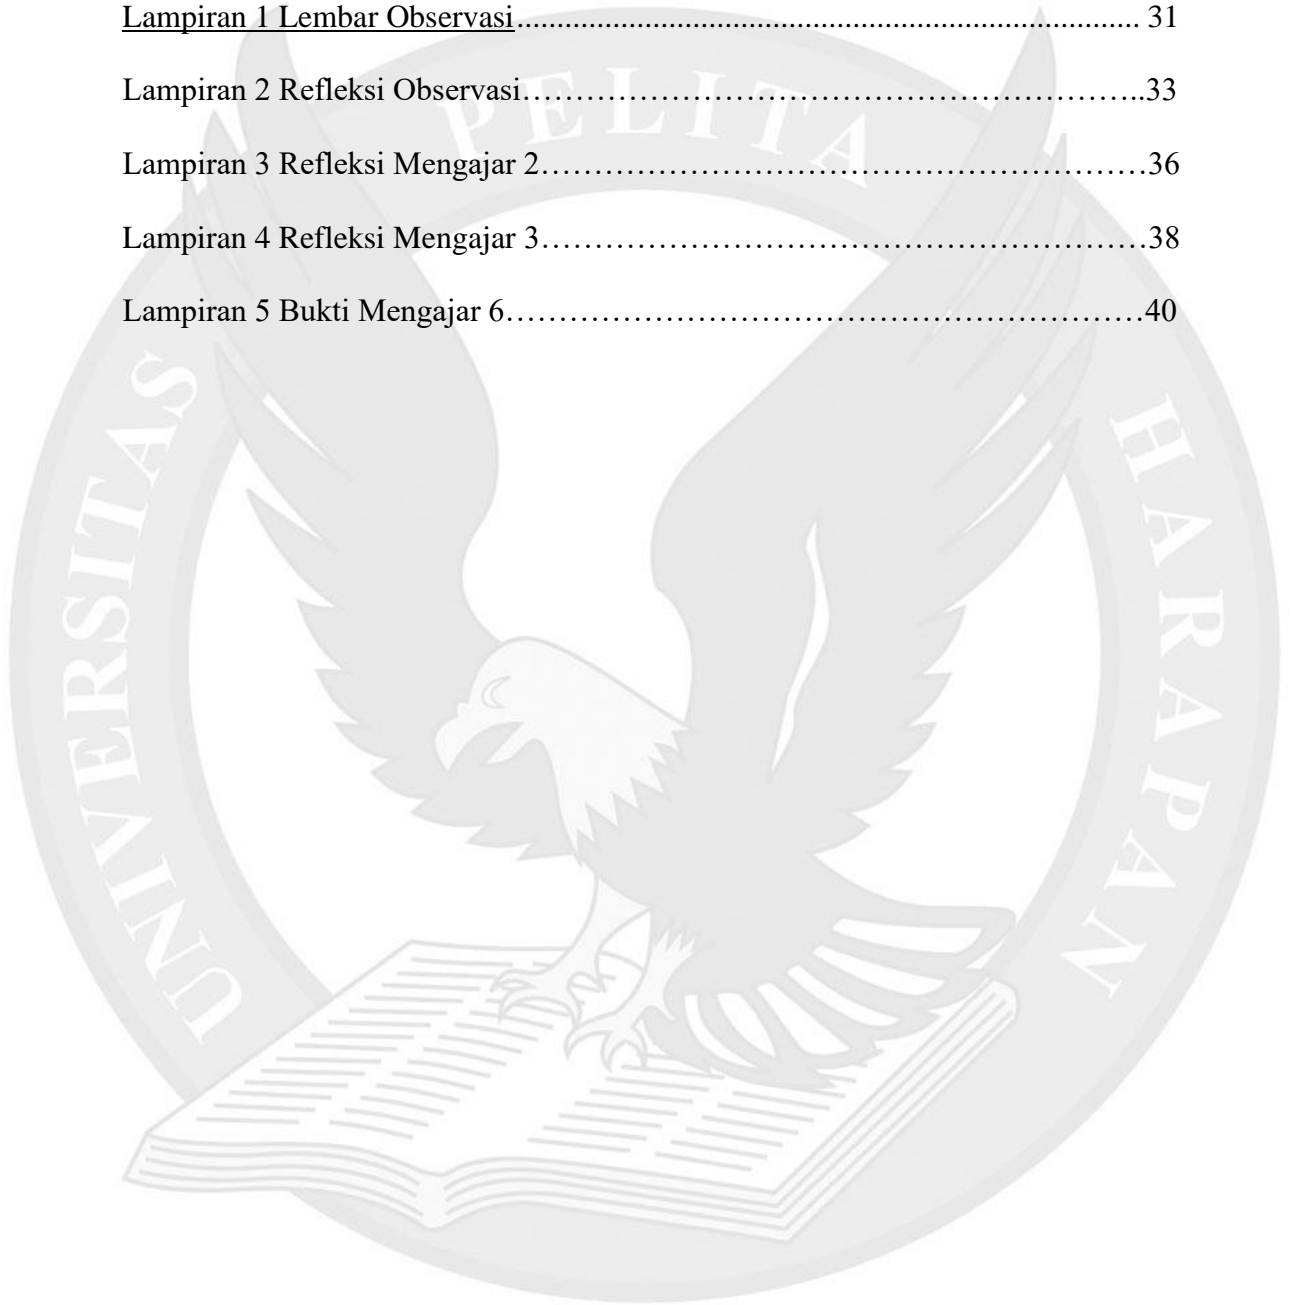 Lampiran 1 Lembar Observasi.............................................................................. 31
Lampiran 2 Refleksi Observasi…………………………………………………………..33
Lampiran 3 Refleksi Mengajar 2…………………………………………………………36
Lampiran 4 Refleksi Mengajar 3…………………………………………………………38
Lampiran 5 Bukti Mengajar 6……………………………………………………………40
UNIVERSITAS PELITA HARAPAN